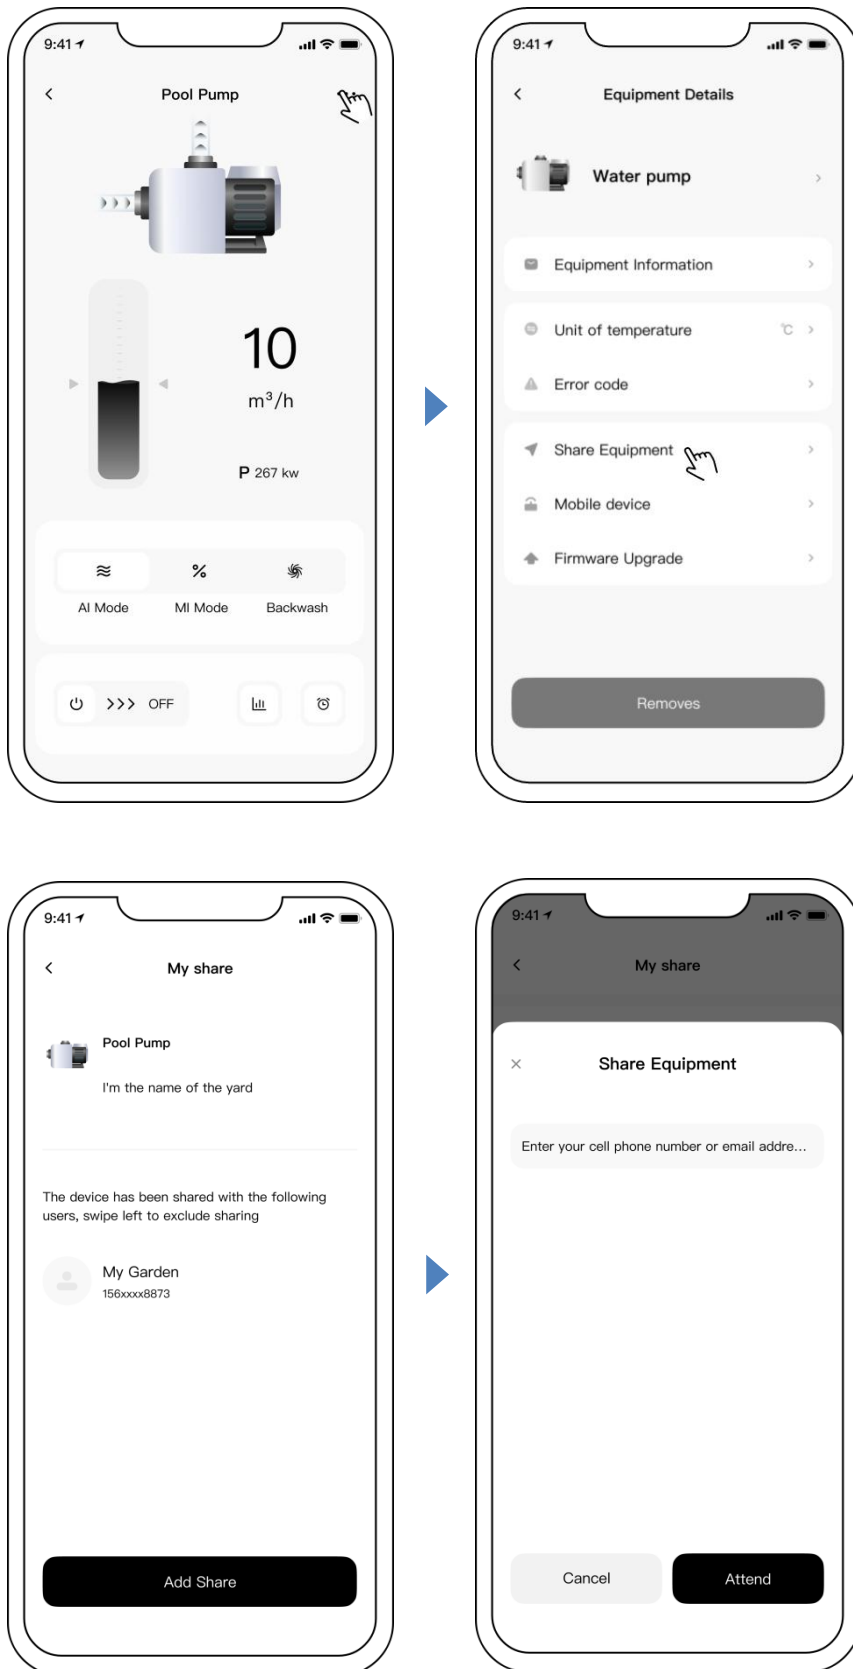 9:41
Pool Pump
10
m³/h
P 267 kw
AI Mode
MI Mode
Backwash
>>> OFF
9:41
Equipment Details
Water pump
Equipment Information
Unit of temperature
℃
Error code
Share Equipment
Mobile device
Firmware Upgrade
Removes
9:41
My share
Pool Pump
I'm the name of the yard
The device has been shared with the following
users, swipe left to exclude sharing
My Garden
156xxxx8873
Add Share
9:41
My share
Share Equipment
Enter your cell phone number or email addre...
Cancel
Attend